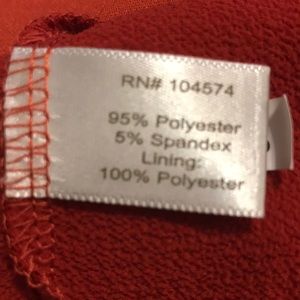 RN# 104574
95% Polyester
5% Spandex
Lining:
100% Polyester